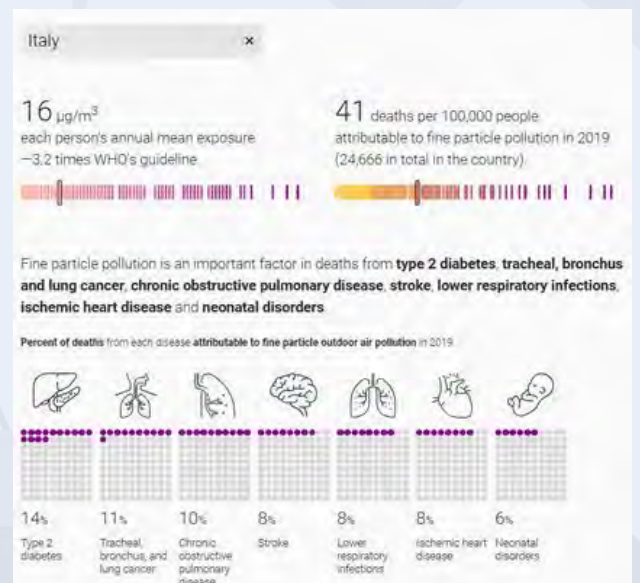 Italy ×
16 µg/m³
each person's annual mean exposure
—3.2 times WHO's guideline
41 deaths per 100,000 people
attributable to fine particle pollution in 2019
(24,666 in total in the country)
Fine particle pollution is an important factor in deaths from type 2 diabetes, tracheal, bronchus
and lung cancer, chronic obstructive pulmonary disease, stroke, lower respiratory infections,
ischemic heart disease and neonatal disorders
Percent of deaths from each disease attributable to fine particle outdoor air pollution in 2019
14%
Type 2
diabetes
11%
Tracheal,
bronchus, and
lung cancer
10%
Chronic
obstructive
pulmonary
disease
8%
Stroke
8%
Lower
respiratory
infections
8%
Ischemic heart
disease
6%
Neonatal
disorders